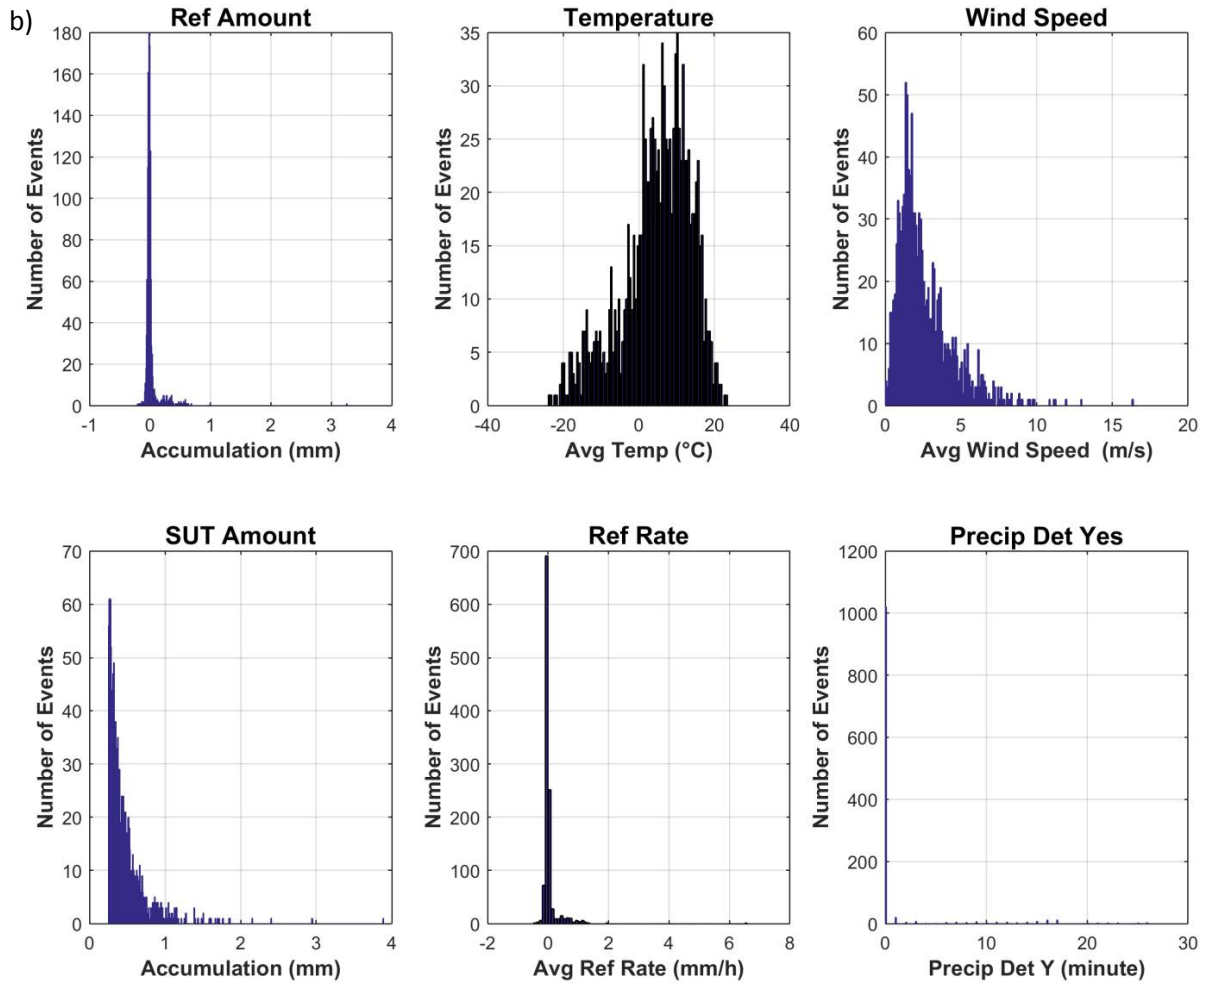 b)
Ref Amount
180
160
140
120
100
80
60
40
20
0
Number of Events
-1 0 1 2 3 4
Accumulation (mm)
Temperature
35
30
25
20
15
10
5
0
Number of Events
-40 -20 0 20 40
Avg Temp (°C)
Wind Speed
60
50
40
30
20
10
0
Number of Events
0 5 10 15 20
Avg Wind Speed (m/s)
SUT Amount
70
60
50
40
30
20
10
0
Number of Events
0 1 2 3 4
Accumulation (mm)
Ref Rate
700
600
500
400
300
200
100
0
Number of Events
-2 0 2 4 6 8
Avg Ref Rate (mm/h)
Precip Det Yes
1200
1000
800
600
400
200
0
Number of Events
0 10 20 30
Precip Det Y (minute)